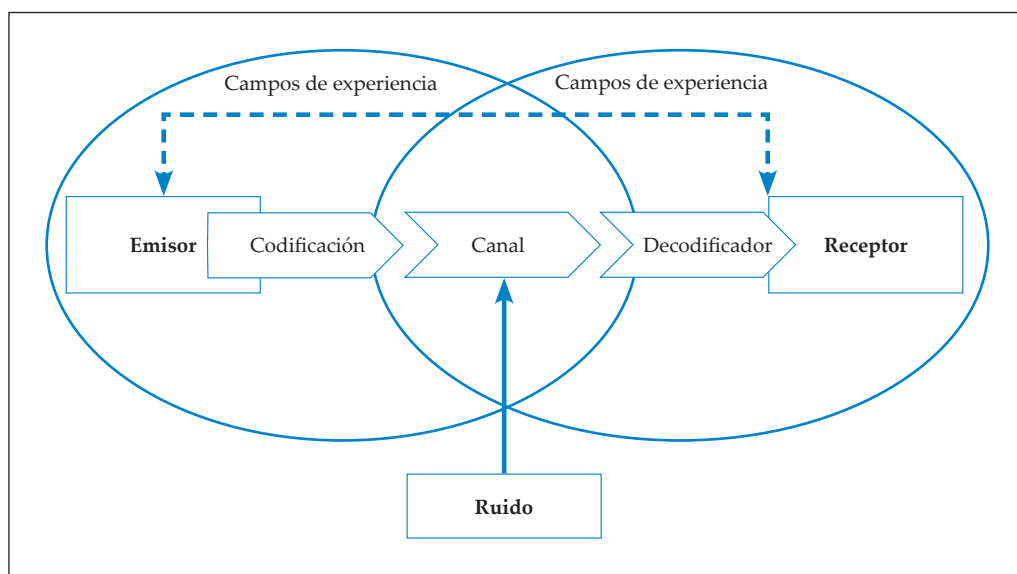 Campos de experiencia
Campos de experiencia
Emisor
Codificación
Canal
Decodificador
Receptor
Ruido